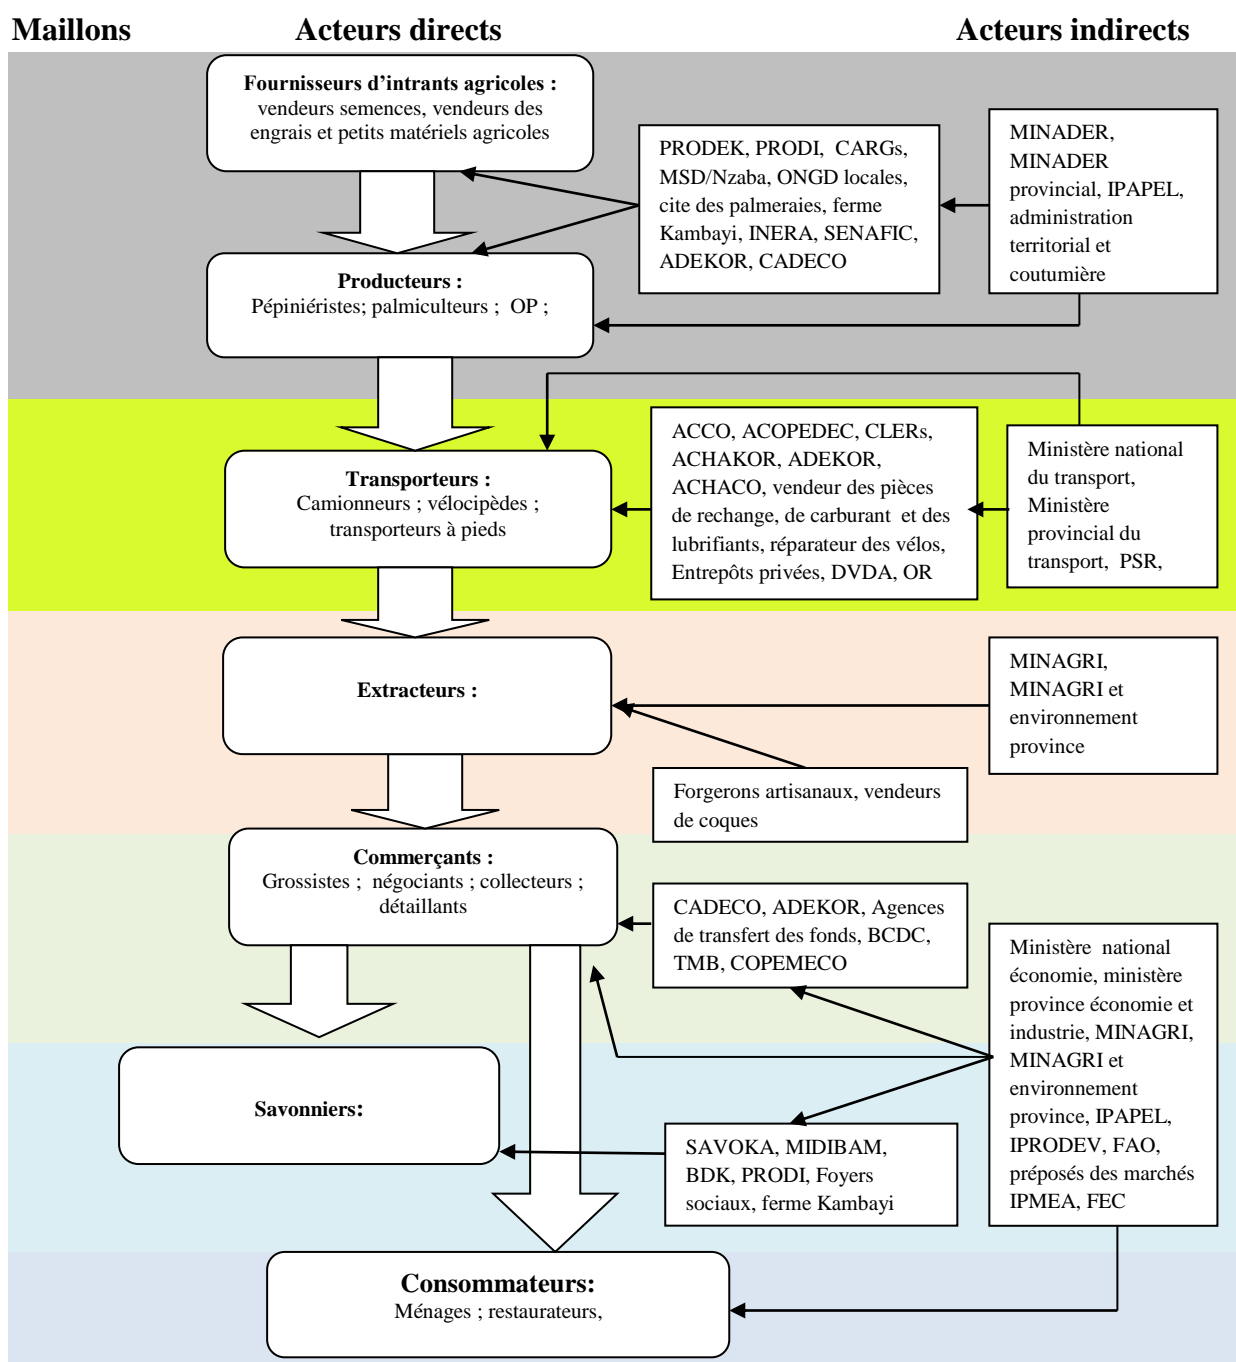 Maillons
Acteurs directs
Acteurs indirects
Fournisseurs d’intrants agricoles :
vendeurs semences, vendeurs des
engrais et petits matériels agricoles
PRODEK, PRODI, CARGs,
MSD/Nzaba, ONGD locales,
cite des palmeraies, ferme
Kambayi, INERA, SENAFIC,
ADEKOR, CADECO
MINADER,
MINADER
provincial, IPAPEL,
administration
territorial et
coutumière
Producteurs :
Pépiniéristes; palmiculteurs ; OP ;
Transporteurs :
Camionneurs ; vélocipèdes ;
transporteurs à pieds
ACCO, ACOPEDEC, CLERs,
ACHAKOR, ADEKOR,
ACHACO, vendeur des pièces
de rechange, de carburant et des
lubrifiants, réparateur des vélos,
Entrepôts privées, DVDA, OR
Ministère national
du transport,
Ministère
provincial du
transport, PSR,
Extracteurs :
MINAGRI,
MINAGRI et
environnement
province
Forgerons artisanaux, vendeurs
de coques
Commerçants :
Grossistes ; négociants ; collecteurs ;
détaillants
CADECO, ADEKOR, Agences
de transfert des fonds, BCDC,
TMB, COPEMECO
Ministère national
économie, ministère
province économie et
industrie, MINAGRI,
MINAGRI et
environnement
province, IPAPEL,
IPRODEV, FAO,
préposés des marchés
IPMEA, FEC
Savonniers:
SAVOKA, MIDIBAM,
BDK, PRODI, Foyers
sociaux, ferme Kambayi
Consommateurs:
Ménages ; restaurateurs,